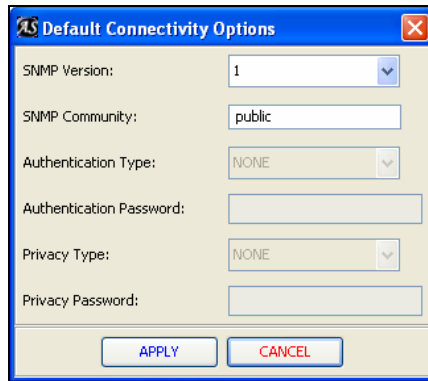 AS Default Connectivity Options
SNMP Version: 1
SNMP Community: public
Authentication Type: NONE
Authentication Password:
Privacy Type: NONE
Privacy Password:
APPLY CANCEL